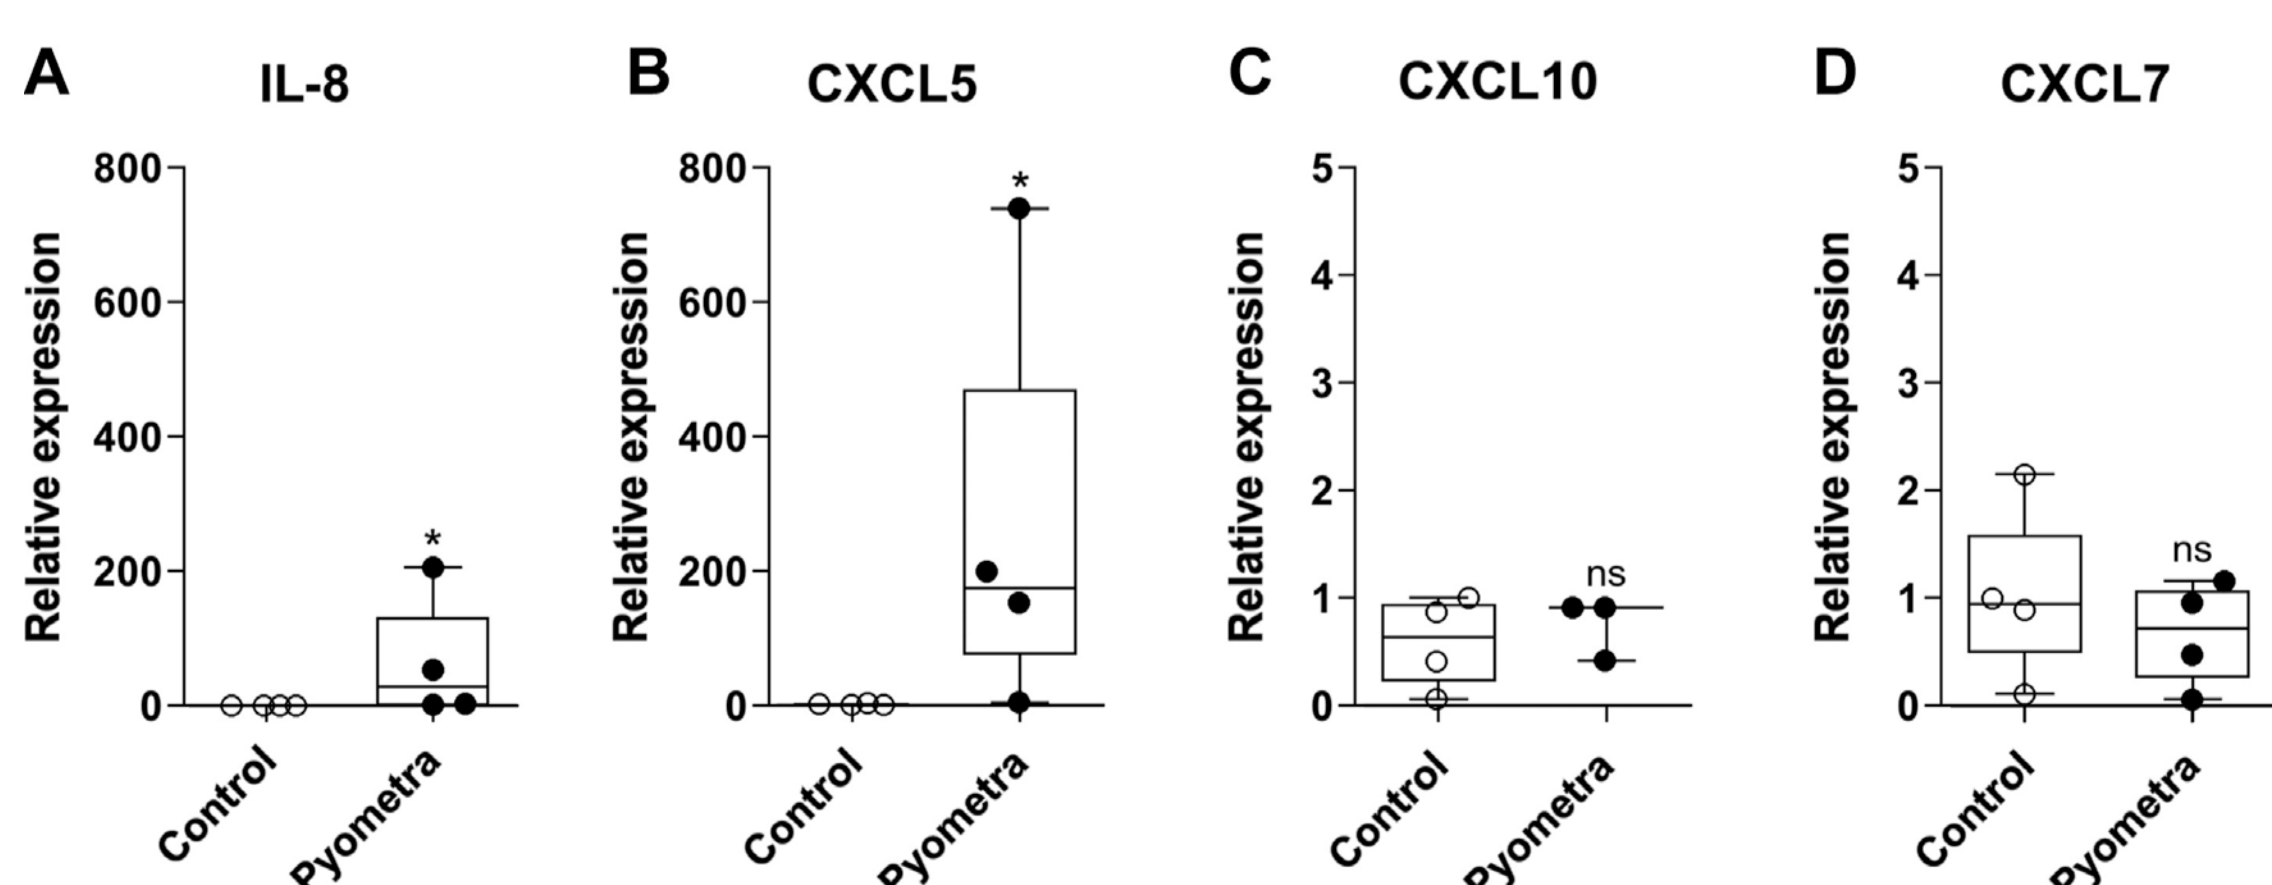 A IL-8
Relative expression
800
600
400
200
0
*
Control
Pyometra
B CXCL5
Relative expression
800
600
400
200
0
*
Control
Pyometra
C CXCL10
Relative expression
5
4
3
2
1
0
ns
Control
Pyometra
D CXCL7
Relative expression
5
4
3
2
1
0
ns
Control
Pyometra